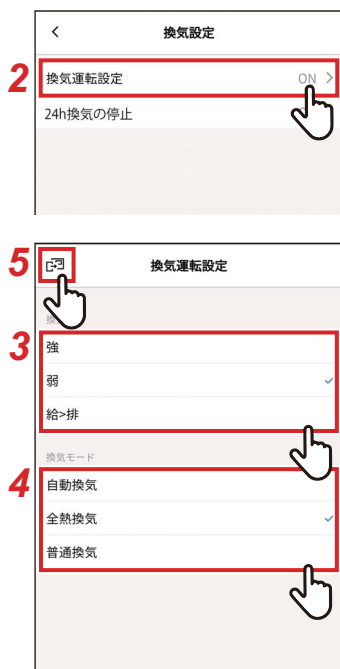 換気設定
2
換気運転設定 ON
24h換気の停止
5
換気運転設定
換
3
強
弱
給>排
換気モード
4
自動換気
全熱換気
普通換気